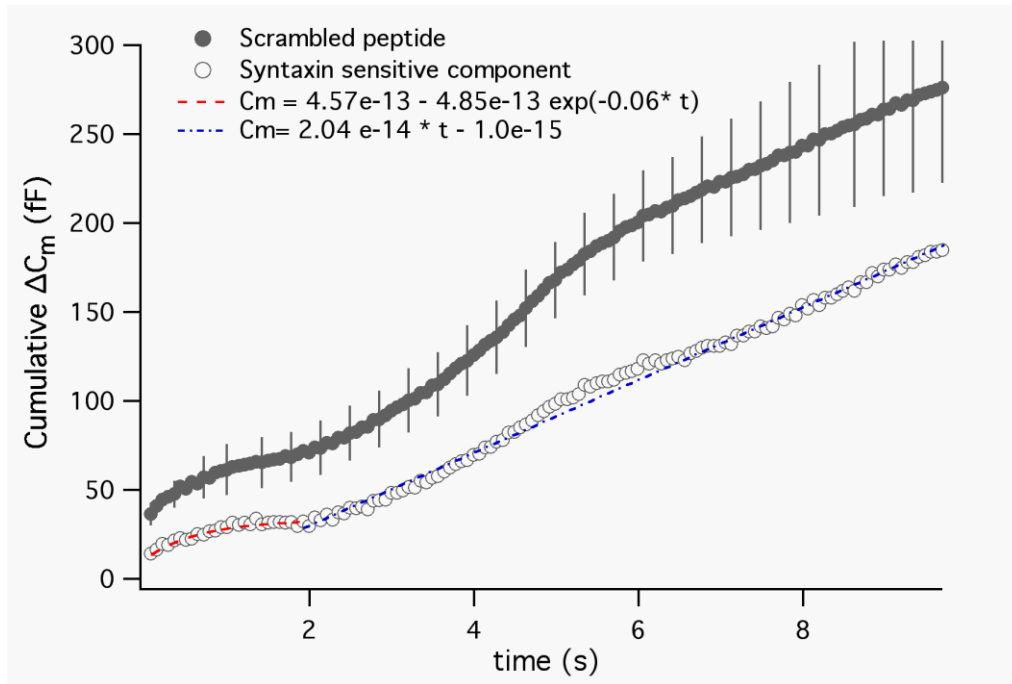 300
250
200
150
100
50
0
Cumulative ΔCm (fF)
Scrambled peptide
Syntaxin sensitive component
Cm = 4.57e-13 - 4.85e-13 exp(-0.06* t)
Cm= 2.04 e-14 * t - 1.0e-15
2 4 6 8
time (s)